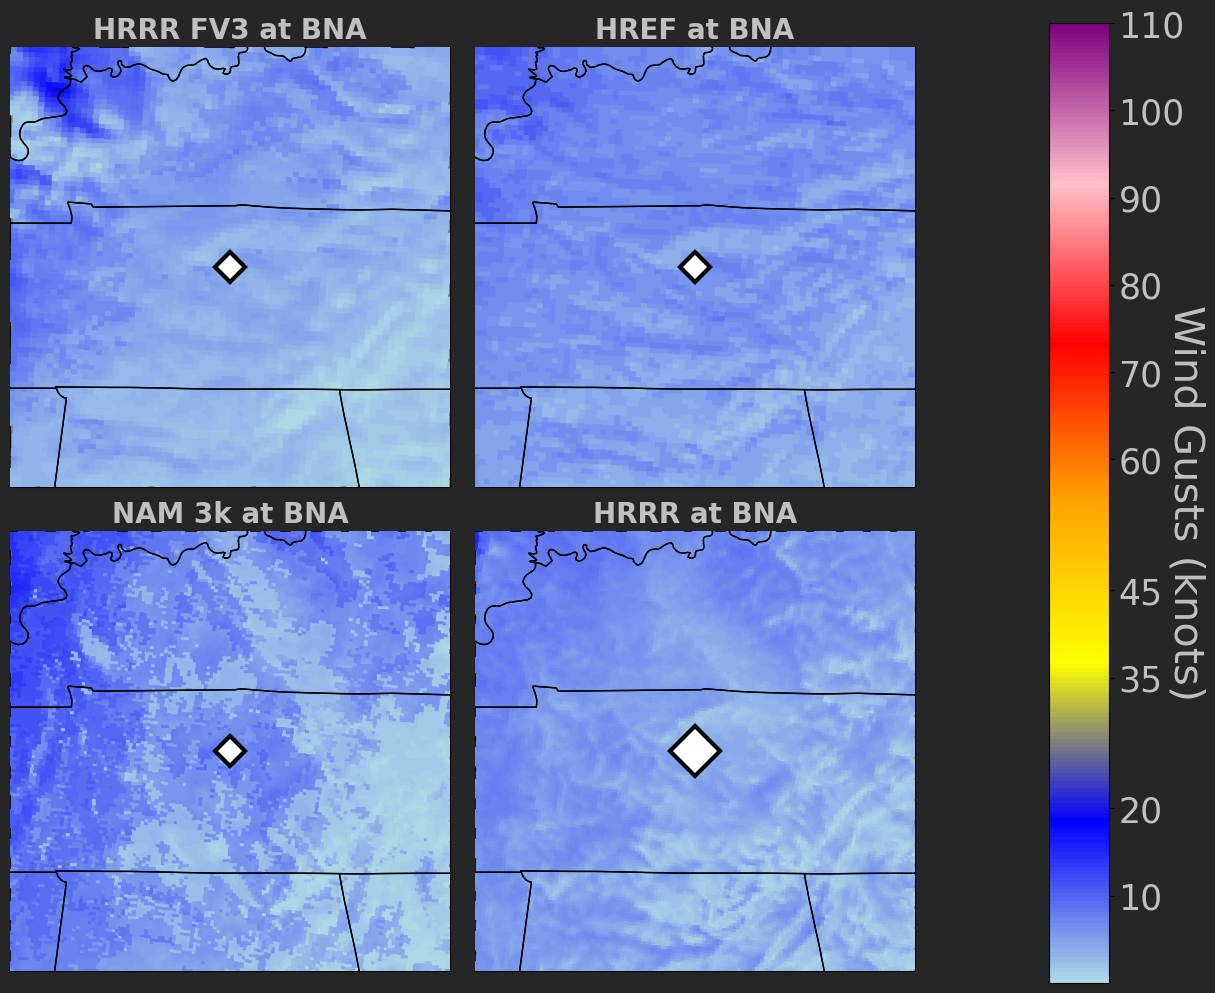 HRRR FV3 at BNA
HREF at BNA
NAM 3k at BNA
HRRR at BNA
110
100
90
80
70
60
45
35
20
10
Wind Gusts (knots)